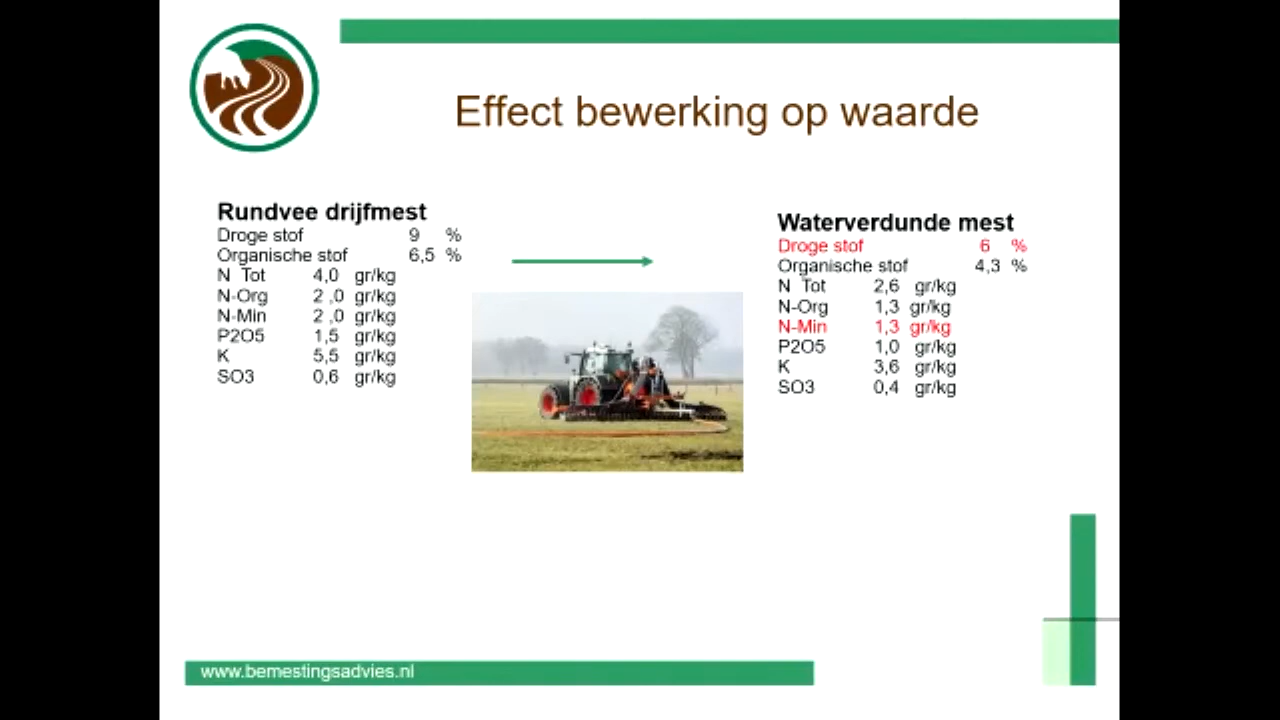 Effect bewerking op waarde
Rundvee drijfmest
Droge stof 9 %
Organische stof 6,5 %
N Tot 4,0 gr/kg
N-Org 2 ,0 gr/kg
N-Min 2 ,0 gr/kg
P2O5 1,5 gr/kg
K 5,5 gr/kg
SO3 0,6 gr/kg
Waterverdunde mest
Droge stof 6 %
Organische stof 4,3 %
N Tot 2,6 gr/kg
N-Org 1,3 gr/kg
N-Min 1,3 gr/kg
P2O5 1,0 gr/kg
K 3,6 gr/kg
SO3 0,4 gr/kg
www.bemestingsadvies.nl